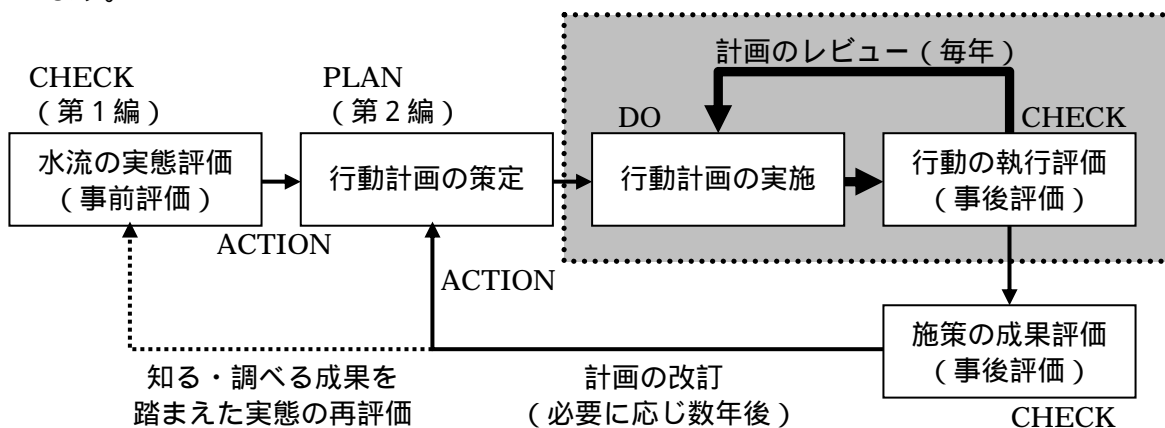 計画のレビュー（毎年）
CHECK
（第１編）
PLAN
（第２編）
DO
CHECK
水流の実態評価
（事前評価）
行動計画の策定
行動計画の実施
行動の執行評価
（事後評価）
ACTION
ACTION
施策の成果評価
（事後評価）
CHECK
知る・調べる成果を
踏まえた実態の再評価
計画の改訂
（必要に応じ数年後）